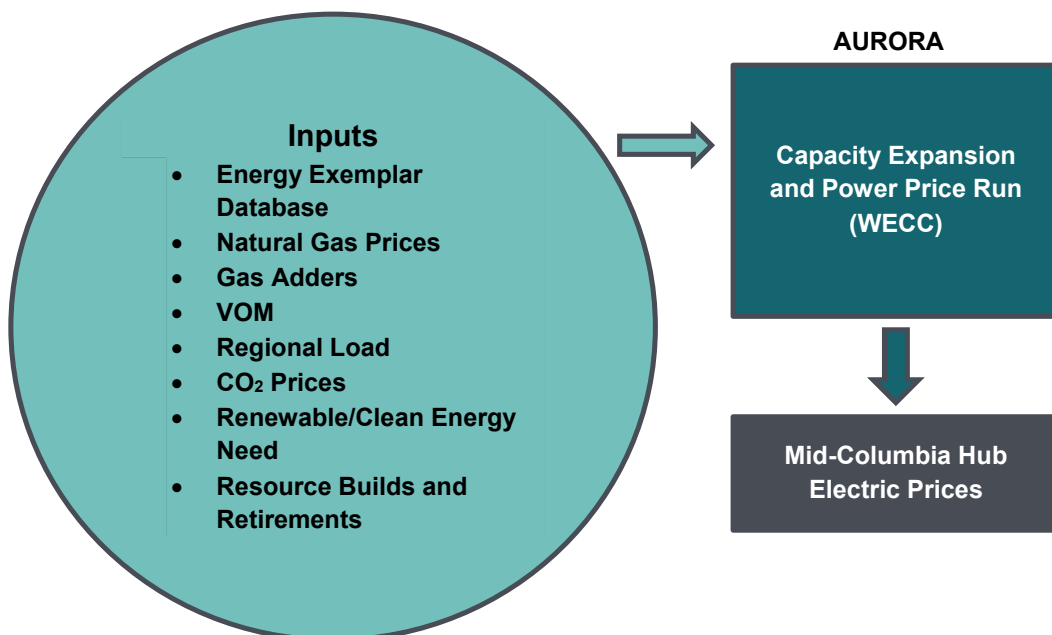 Inputs
• Energy Exemplar
Database
• Natural Gas Prices
• Gas Adders
• VOM
• Regional Load
• CO₂ Prices
• Renewable/Clean Energy
Need
• Resource Builds and
Retirements
AURORA
Capacity Expansion
and Power Price Run
(WECC)
Mid-Columbia Hub
Electric Prices